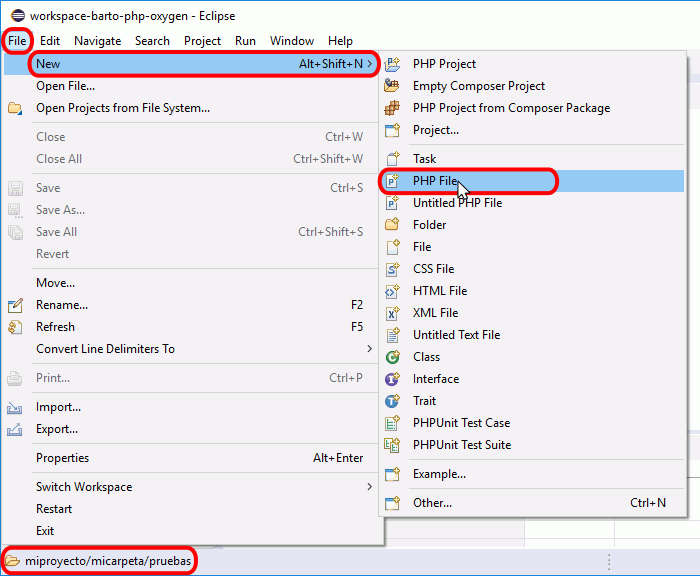 workspace-barto-php-oxygen - Eclipse
File Edit Navigate Search Project Run Window Help
New Alt+Shift+N
Open File...
Open Projects from File System...
Close Ctrl+W
Close All Ctrl+Shift+W
Save Ctrl+S
Save As...
Save All Ctrl+Shift+S
Revert
Move...
Rename... F2
Refresh F5
Convert Line Delimiters To
Print... Ctrl+P
Import...
Export...
Properties Alt+Enter
Switch Workspace
Restart
Exit
PHP Project
Empty Composer Project
PHP Project from Composer Package
Project...
Task
PHP File
Untitled PHP File
Folder
File
CSS File
HTML File
XML File
Untitled Text File
Class
Interface
Trait
PHPUnit Test Case
PHPUnit Test Suite
Example...
Other... Ctrl+N
miproyecto/micarpeta/pruebas